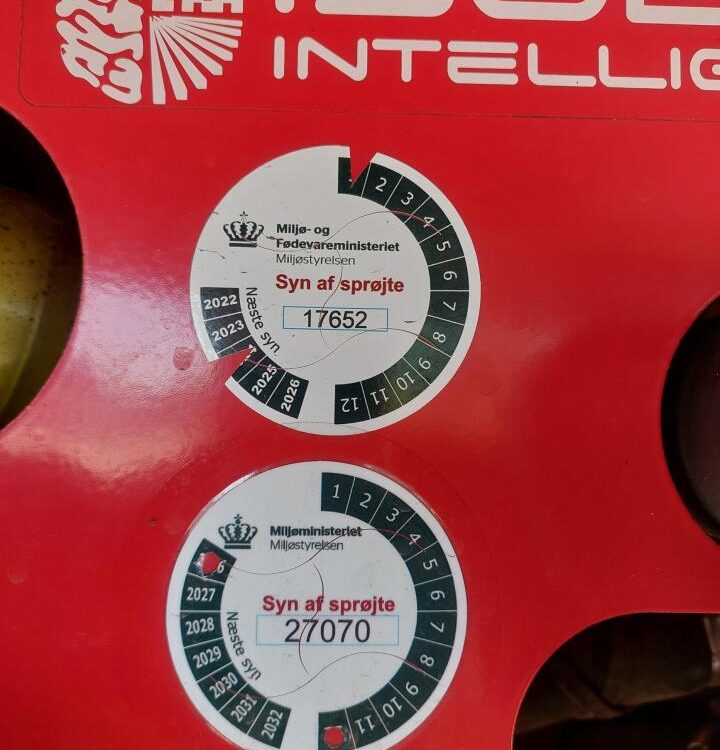 INTELLIG
1 2 3 4 5 6 7 8 9 10 11 12
Miljø- og
Fødevareministeriet
Miljøstyrelsen
Syn af sprøjte
17652
Næste syn
2022
2023
2025
2026
1 2 3 4 5 6 7 8 9 10 11
Miljøministeriet
Miljøstyrelsen
Syn af sprøjte
27070
Næste syn
6
2027
2028
2029
2030
2031
2032